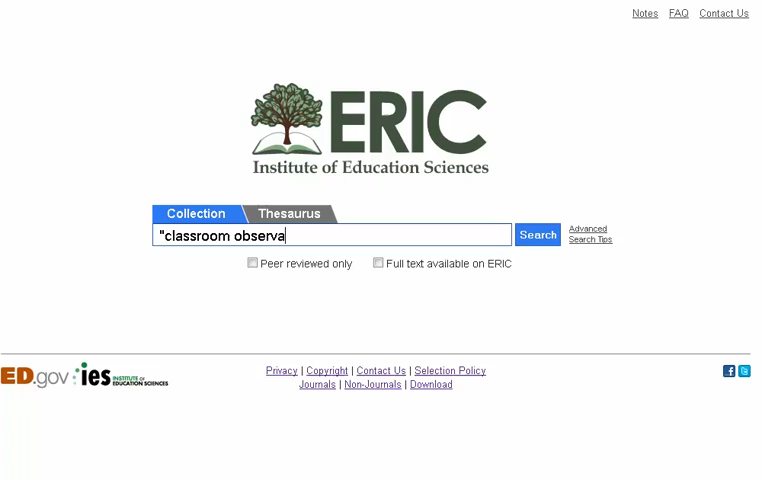 Notes FAQ Contact Us
ERIC
Institute of Education Sciences
Collection Thesaurus
"classroom observa
Search
Advanced
Search Tips
Peer reviewed only Full text available on ERIC
ED.gov ies INSTITUTE OF EDUCATION SCIENCES
Privacy | Copyright | Contact Us | Selection Policy
Journals | Non-Journals | Download